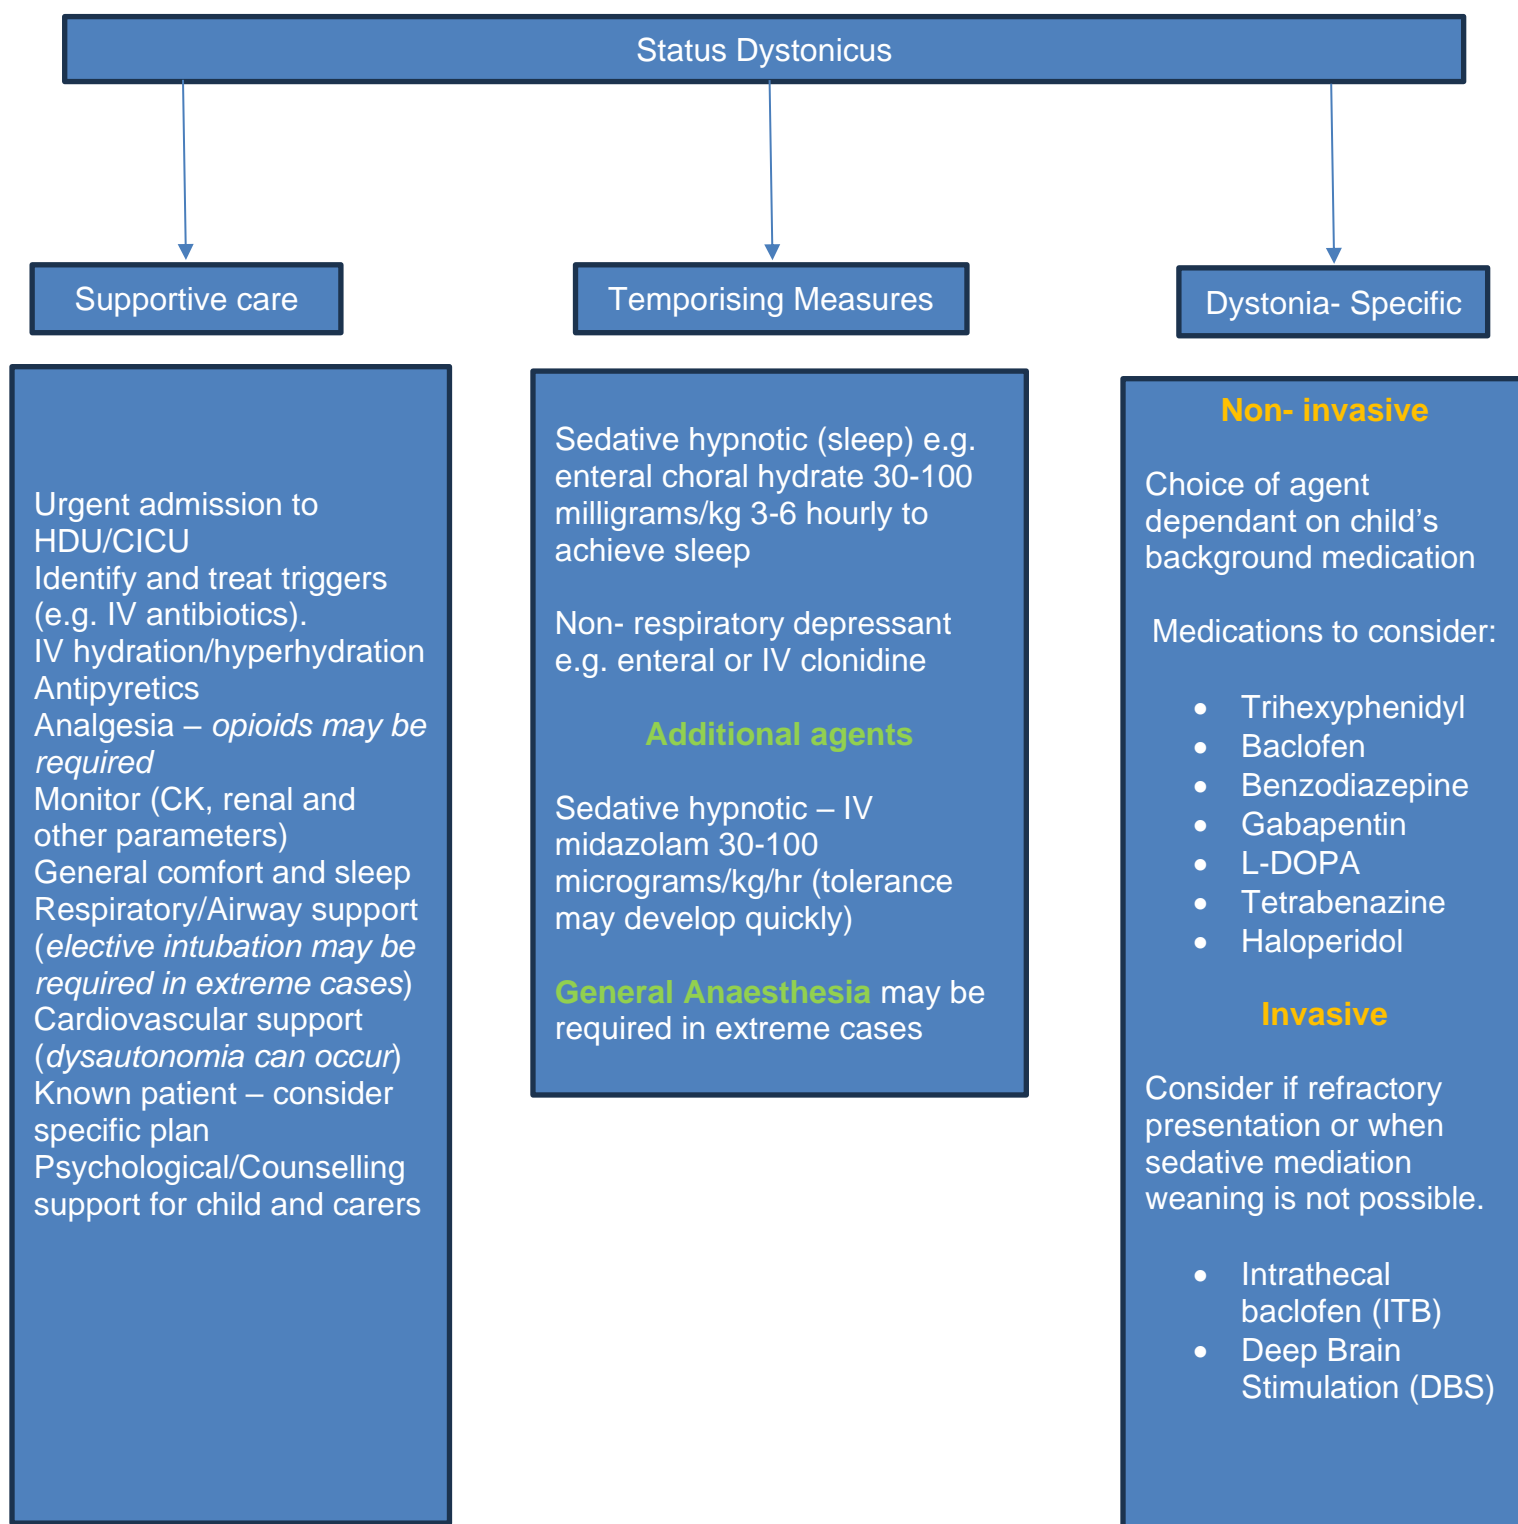 Status Dystonicus
Supportive care
Urgent admission to
HDU/CICU
Identify and treat triggers
(e.g. IV antibiotics).
IV hydration/hyperhydration
Antipyretics
Analgesia – opioids may be
required
Monitor (CK, renal and
other parameters)
General comfort and sleep
Respiratory/Airway support
(elective intubation may be
required in extreme cases)
Cardiovascular support
(dysautonomia can occur)
Known patient – consider
specific plan
Psychological/Counselling
support for child and carers
Temporising Measures
Sedative hypnotic (sleep) e.g.
enteral choral hydrate 30-100
milligrams/kg 3-6 hourly to
achieve sleep
Non- respiratory depressant
e.g. enteral or IV clonidine
Additional agents
Sedative hypnotic – IV
midazolam 30-100
micrograms/kg/hr (tolerance
may develop quickly)
General Anaesthesia may be
required in extreme cases
Dystonia- Specific
Non- invasive
Choice of agent
dependant on child’s
background medication
Medications to consider:
• Trihexyphenidyl
• Baclofen
• Benzodiazepine
• Gabapentin
• L-DOPA
• Tetrabenazine
• Haloperidol
Invasive
Consider if refractory
presentation or when
sedative mediation
weaning is not possible.
• Intrathecal
baclofen (ITB)
• Deep Brain
Stimulation (DBS)